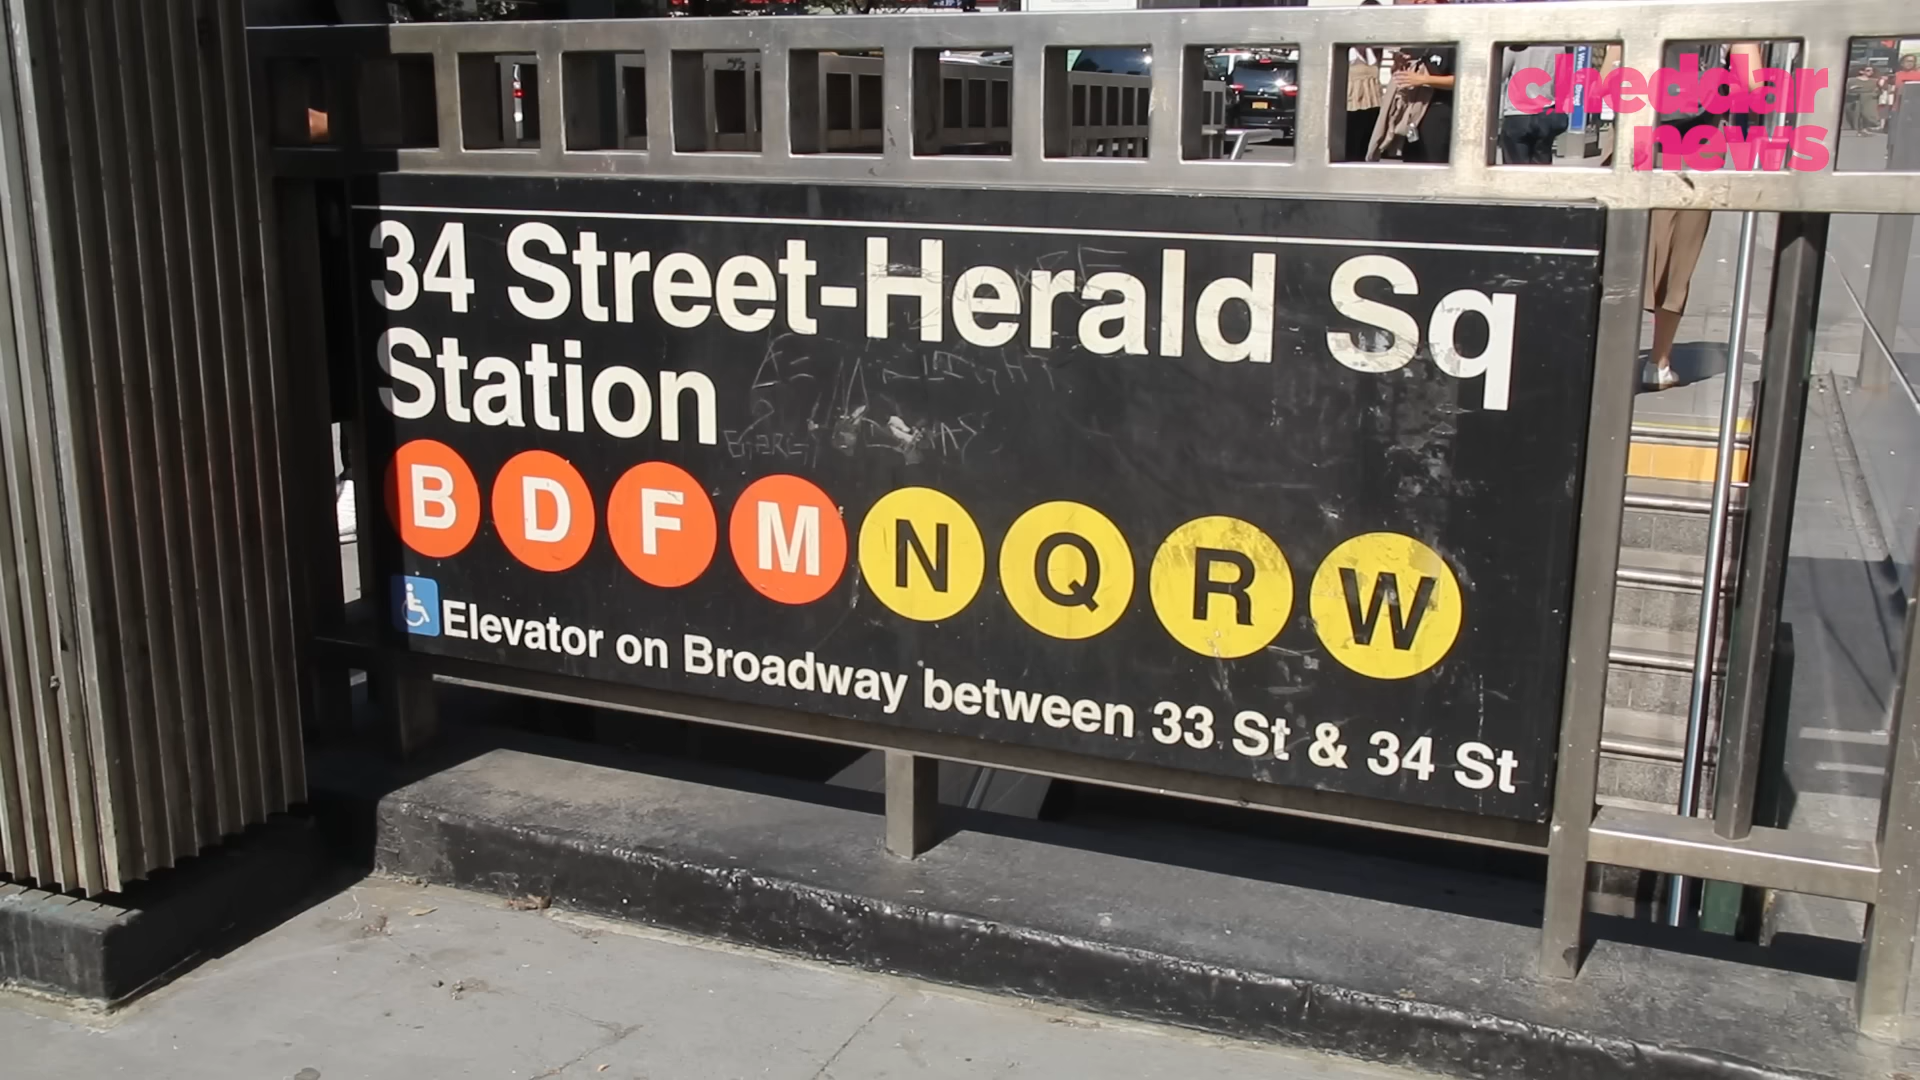 cheddar
news
34 Street-Herald Sq
Station
B D F M N Q R W
Elevator on Broadway between 33 St & 34 St